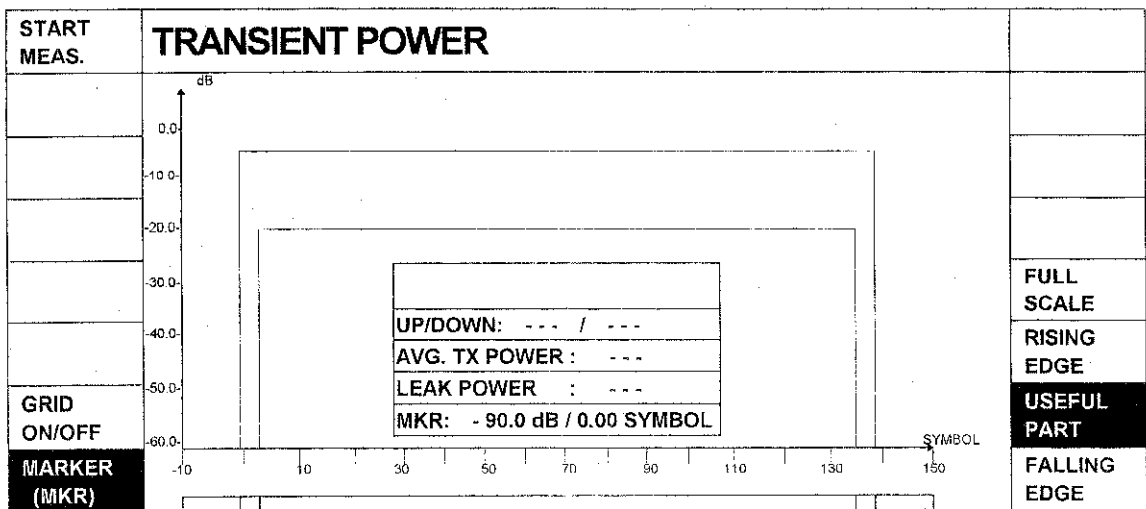 START
MEAS.
TRANSIENT POWER
dB
0.0
-10.0
-20.0
-30.0
-40.0
-50.0
-60.0
UP/DOWN: - - - / - - -
AVG. TX POWER : - - -
LEAK POWER : - - -
MKR: - 90.0 dB / 0.00 SYMBOL
SYMBOL
-10 10 30 50 70 90 110 130 150
GRID
ON/OFF
MARKER
(MKR)
FULL
SCALE
RISING
EDGE
USEFUL
PART
FALLING
EDGE